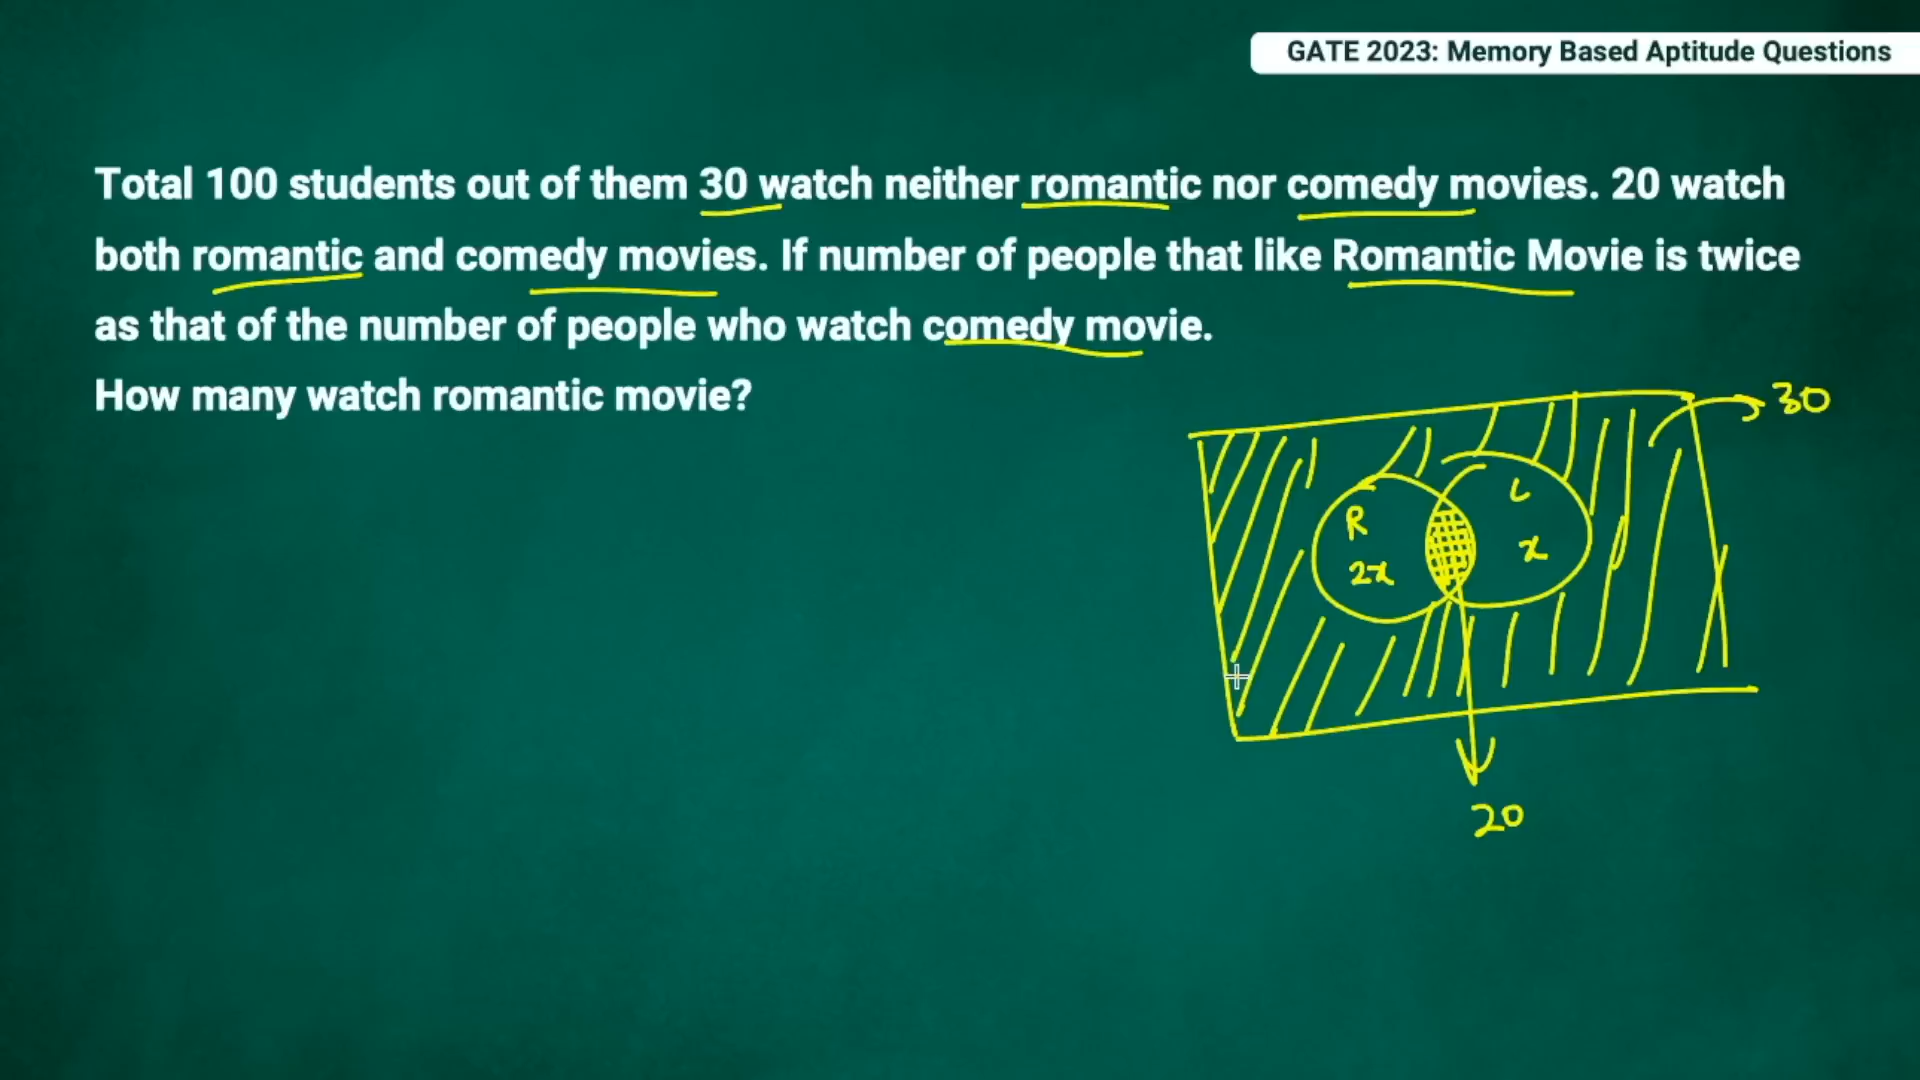 GATE 2023: Memory Based Aptitude Questions
Total 100 students out of them 30 watch neither romantic nor comedy movies. 20 watch
both romantic and comedy movies. If number of people that like Romantic Movie is twice
as that of the number of people who watch comedy movie.
How many watch romantic movie?
30
R
2x
x
20